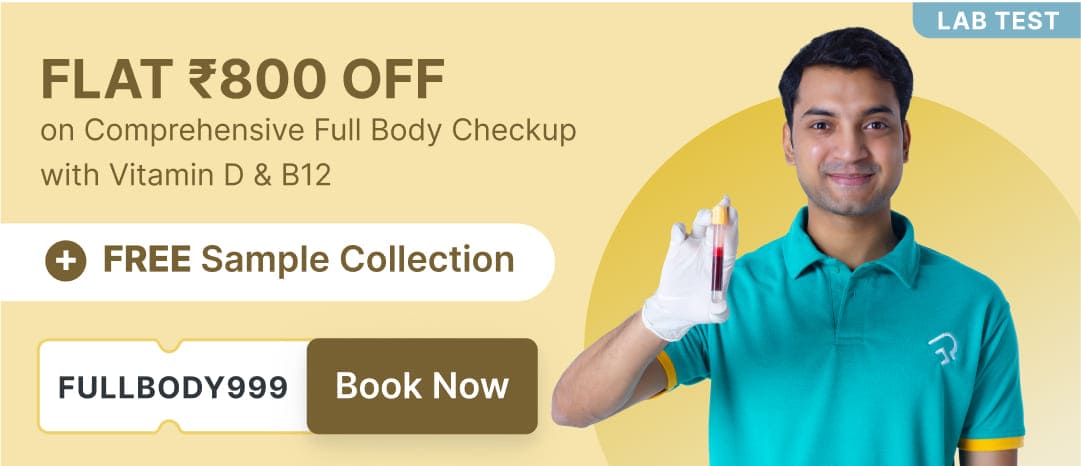 LAB TEST
FLAT ₹800 OFF
on Comprehensive Full Body Checkup
with Vitamin D & B12
+ FREE Sample Collection
FULLBODY999
Book Now